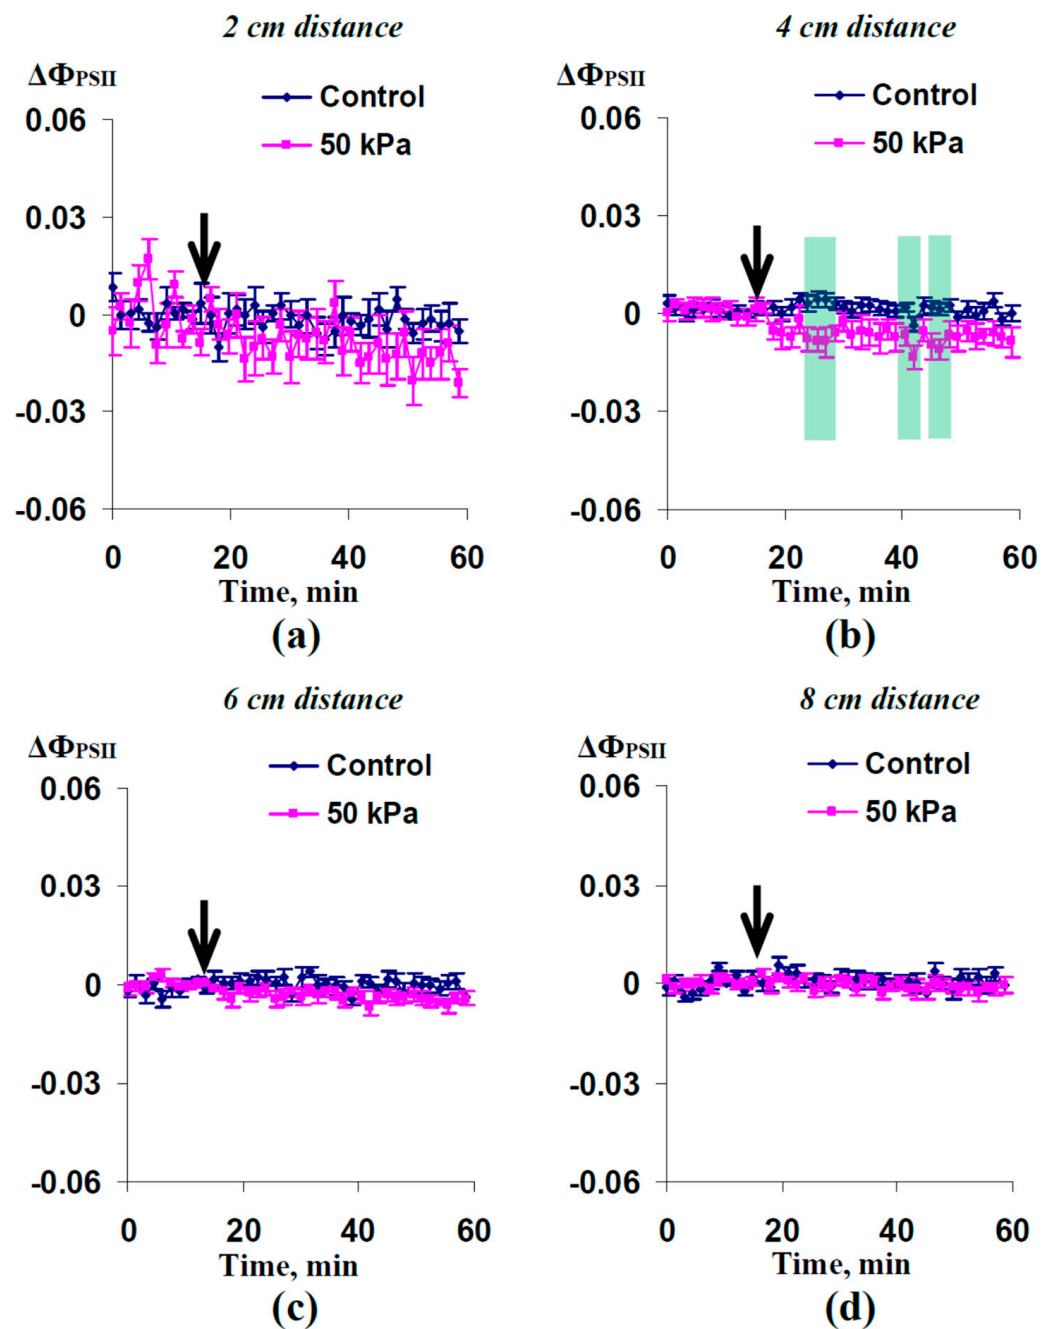 2 cm distance
ΔΦPSII
Control
50 kPa
0.06
0.03
0
-0.03
-0.06
0 20 40 60
Time, min
(a)
4 cm distance
ΔΦPSII
Control
50 kPa
0.06
0.03
0
-0.03
-0.06
0 20 40 60
Time, min
(b)
6 cm distance
ΔΦPSII
Control
50 kPa
0.06
0.03
0
-0.03
-0.06
0 20 40 60
Time, min
(c)
8 cm distance
ΔΦPSII
Control
50 kPa
0.06
0.03
0
-0.03
-0.06
0 20 40 60
Time, min
(d)